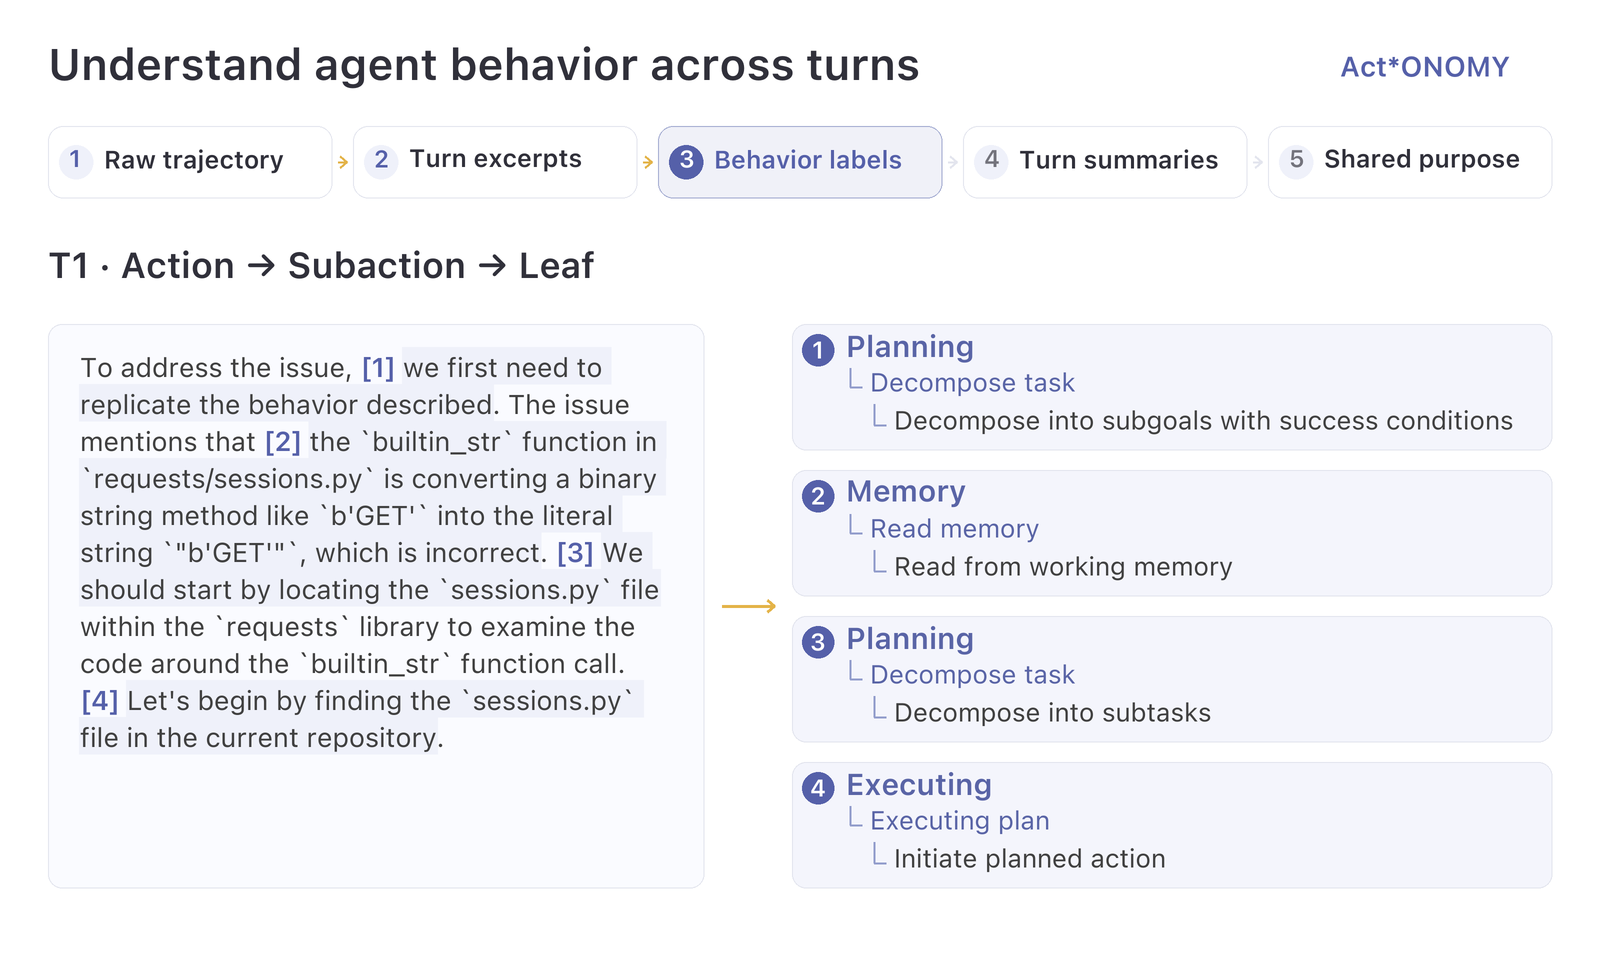 Understand agent behavior across turns
Act*ONOMY
1 Raw trajectory
2 Turn excerpts
3 Behavior labels
4 Turn summaries
5 Shared purpose
T1 · Action → Subaction → Leaf
To address the issue, [1] we first need to
replicate the behavior described. The issue
mentions that [2] the `builtin_str` function in
`requests/sessions.py` is converting a binary
string method like `b'GET'` into the literal
string `"b'GET'"`, which is incorrect. [3] We
should start by locating the `sessions.py` file
within the `requests` library to examine the
code around the `builtin_str` function call.
[4] Let's begin by finding the `sessions.py`
file in the current repository.
1 Planning
Decompose task
Decompose into subgoals with success conditions
2 Memory
Read memory
Read from working memory
3 Planning
Decompose task
Decompose into subtasks
4 Executing
Executing plan
Initiate planned action